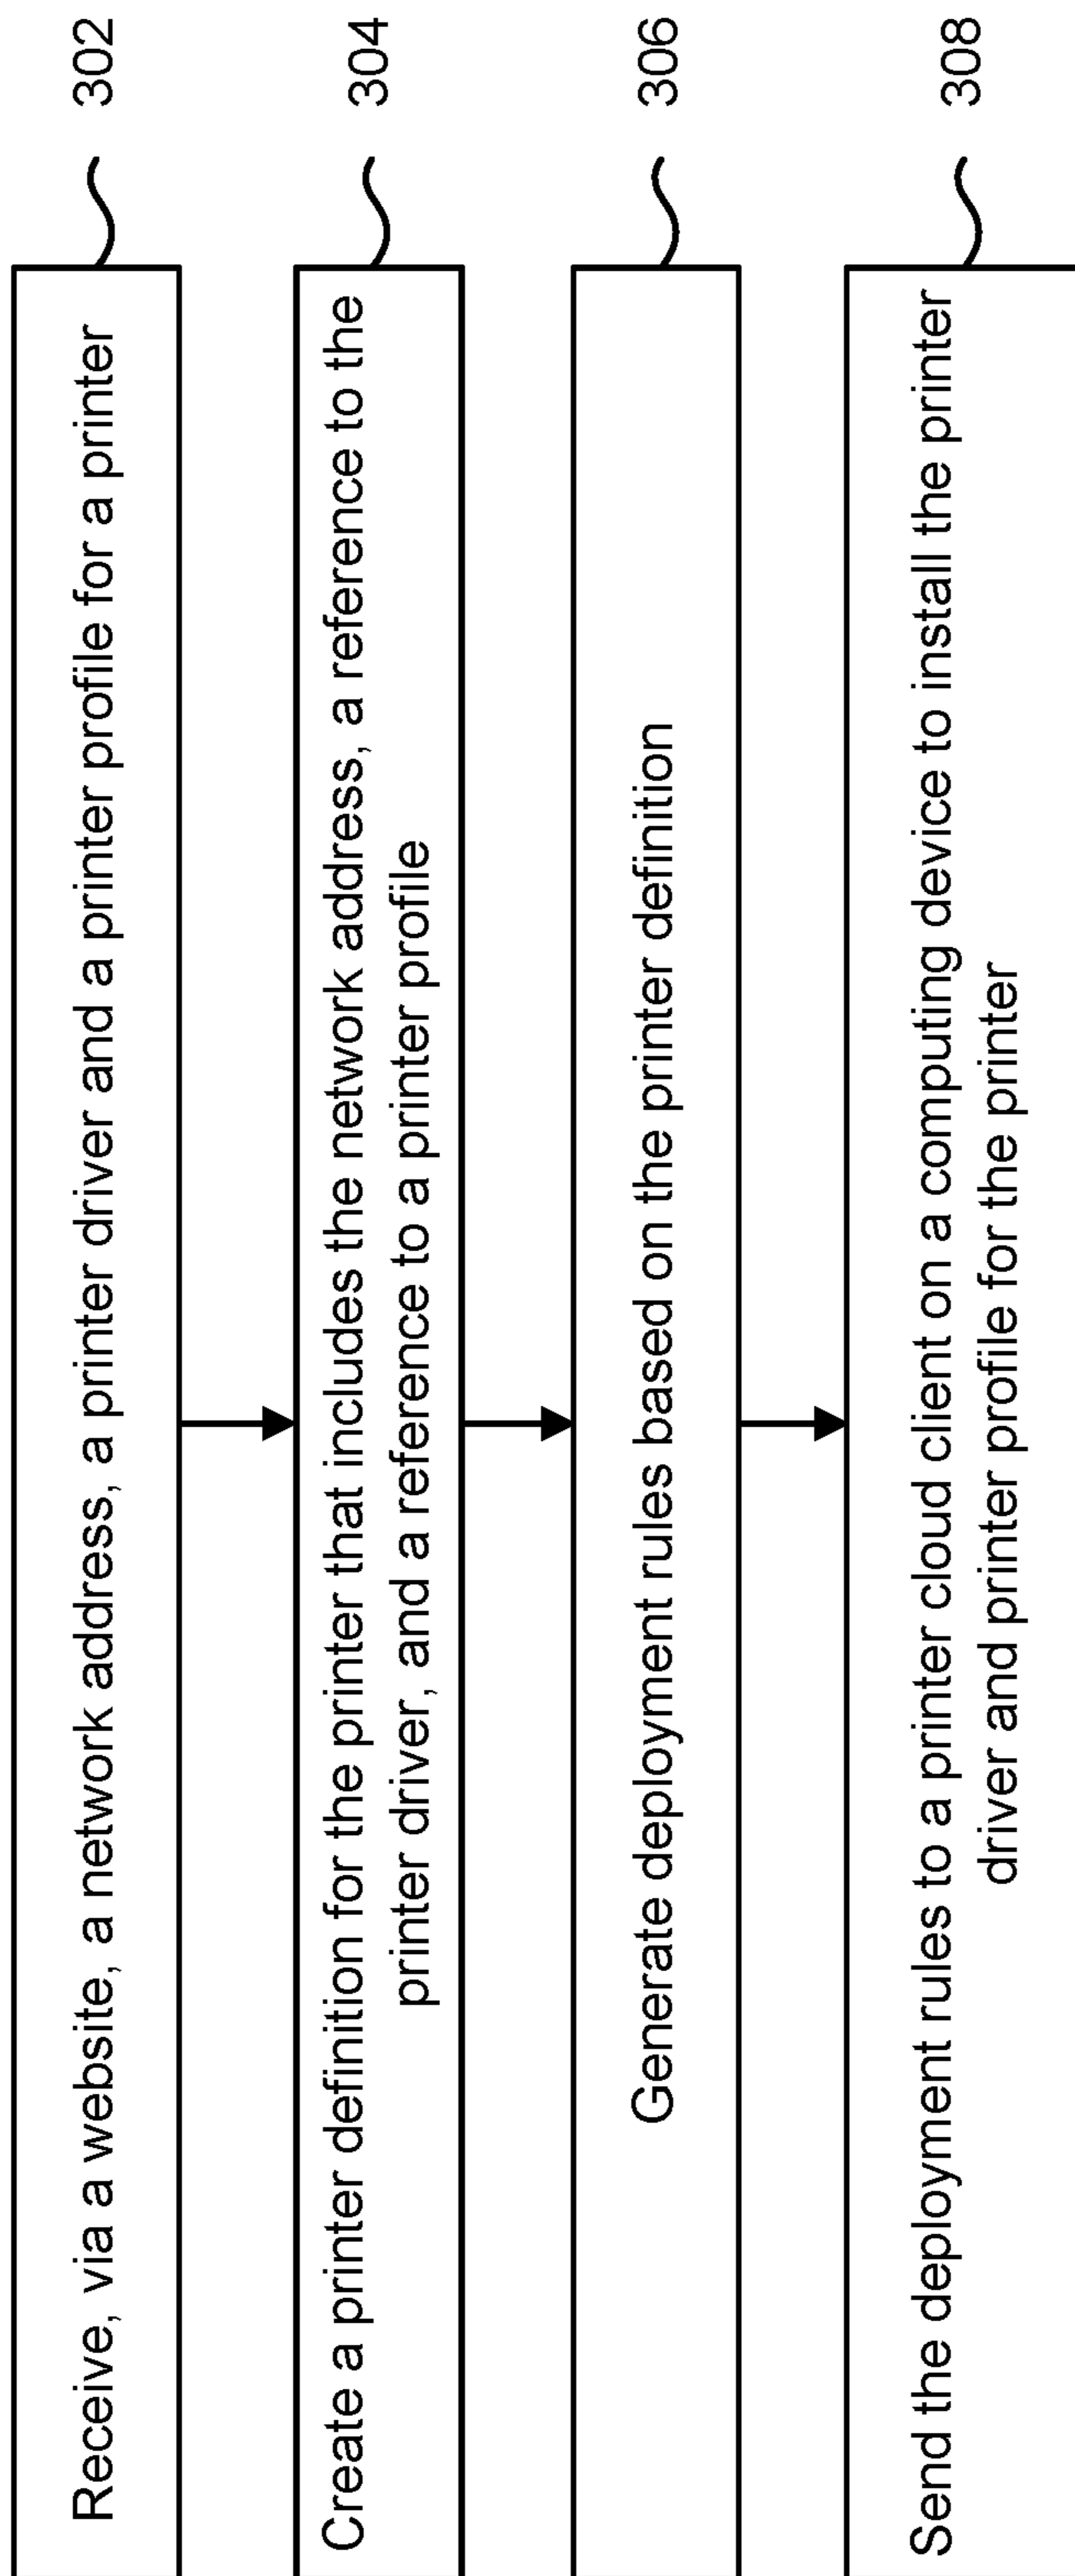 Receive, via a website, a network address, a printer driver and a printer profile for a printer
302
Create a printer definition for the printer that includes the network address, a reference to the
printer driver, and a reference to a printer profile
304
Generate deployment rules based on the printer definition
306
Send the deployment rules to a printer cloud client on a computing device to install the printer
driver and printer profile for the printer
308